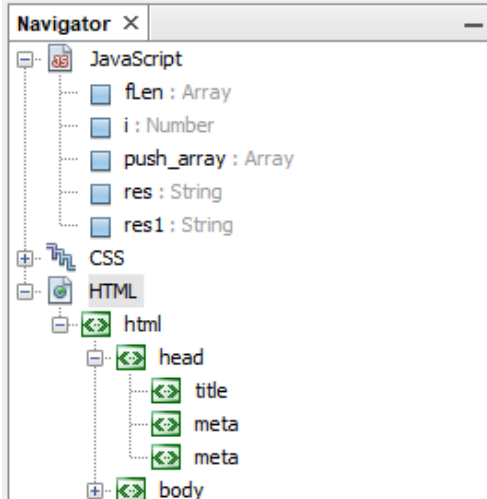 Navigator ×
JavaScript
fLen : Array
i : Number
push_array : Array
res : String
res1 : String
CSS
HTML
html
head
title
meta
meta
body